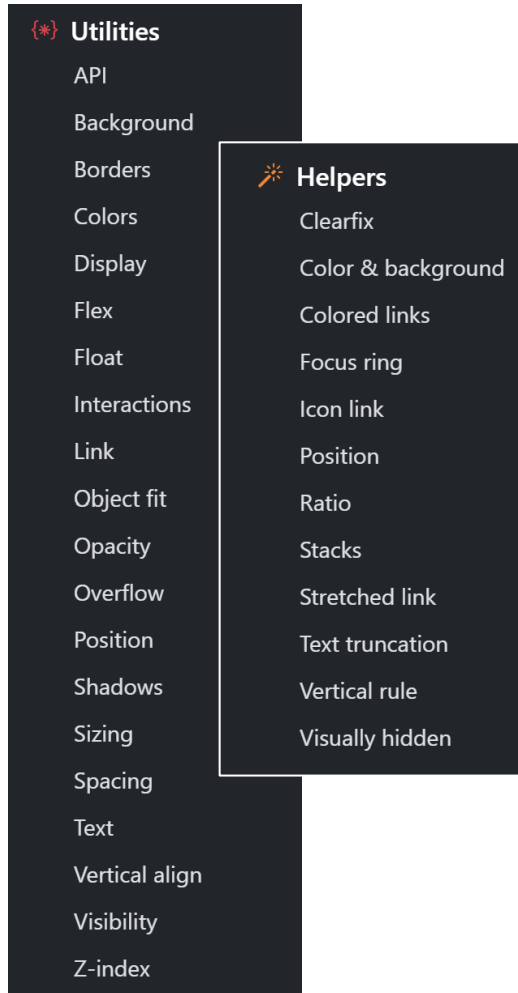 Utilities
API
Background
Borders
Colors
Display
Flex
Float
Interactions
Link
Object fit
Opacity
Overflow
Position
Shadows
Sizing
Spacing
Text
Vertical align
Visibility
Z-index
Helpers
Clearfix
Color & background
Colored links
Focus ring
Icon link
Position
Ratio
Stacks
Stretched link
Text truncation
Vertical rule
Visually hidden